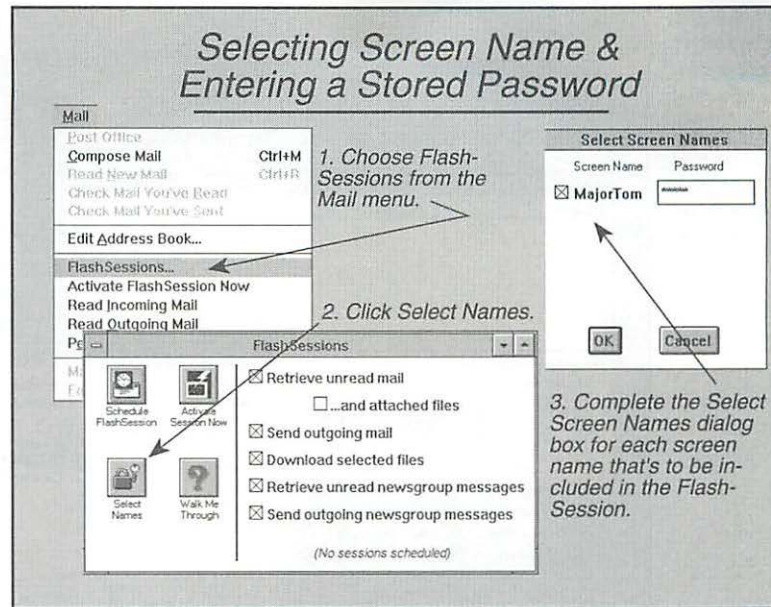 Selecting Screen Name &
Entering a Stored Password
Mail
Post Office
Compose Mail Ctrl+M
Read New Mail Ctrl+R
Check Mail You've Read
Check Mail You've Sent
Edit Address Book...
FlashSessions...
Activate FlashSession Now
Read Incoming Mail
Read Outgoing Mail
1. Choose Flash-
Sessions from the
Mail menu.
2. Click Select Names.
FlashSessions
Schedule
FlashSession
Activate
Session Now
Select
Names
Walk Me
Through
Retrieve unread mail
...and attached files
Send outgoing mail
Download selected files
Retrieve unread newsgroup messages
Send outgoing newsgroup messages
(No sessions scheduled)
Select Screen Names
Screen Name Password
MajorTom ******
OK Cancel
3. Complete the Select
Screen Names dialog
box for each screen
name that's to be in-
cluded in the Flash-
Session.